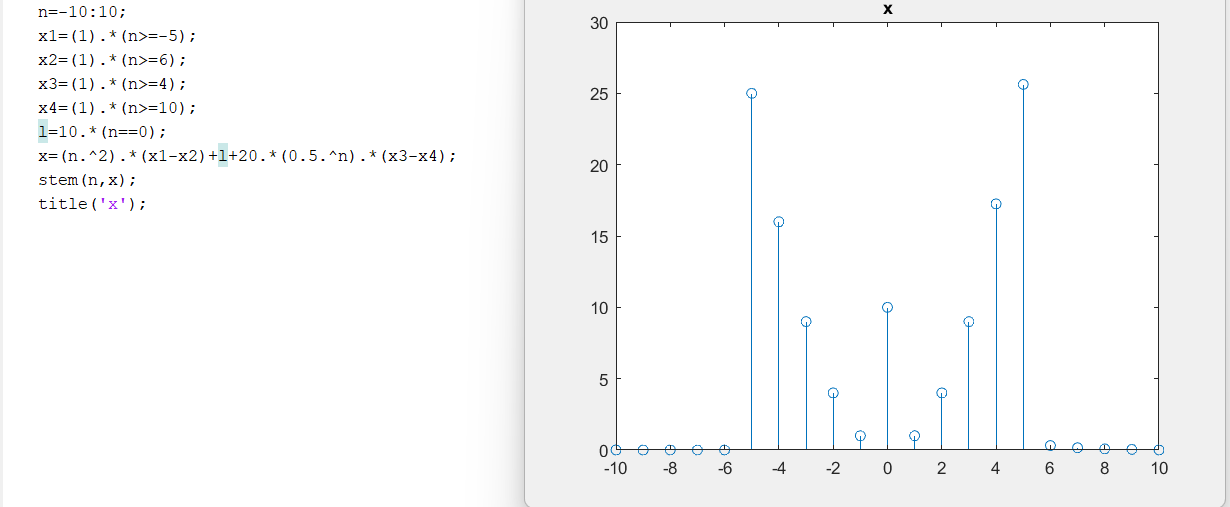 n=-10:10;
x1=(1).*(n>=-5);
x2=(1).*(n>=6);
x3=(1).*(n>=4);
x4=(1).*(n>=10);
l=10.*(n==0);
x=(n.^2).*(x1-x2)+l+20.*(0.5.^n).*(x3-x4);
stem(n,x);
title('x');
x
30
25
20
15
10
5
0
-10 -8 -6 -4 -2 0 2 4 6 8 10